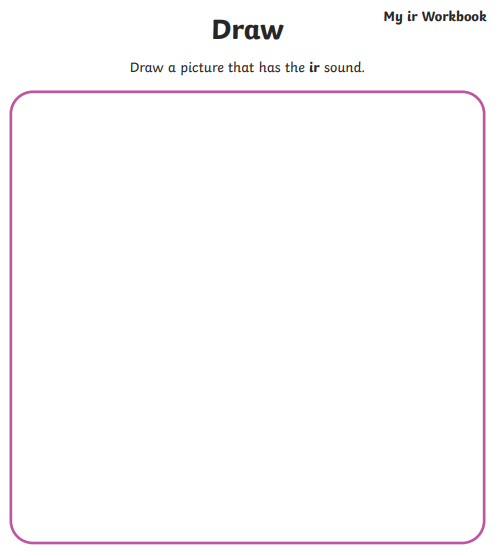 My ir Workbook
Draw
Draw a picture that has the ir sound.